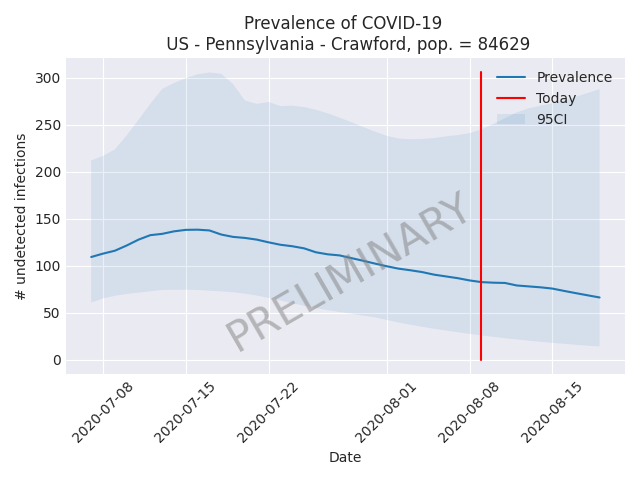 Prevalence of COVID-19
US - Pennsylvania - Crawford, pop. = 84629
300
250
200
150
100
50
0
# undetected infections
Prevalence
Today
95CI
PRELIMINARY
2020-07-08
2020-07-15
2020-07-22
2020-08-01
2020-08-08
2020-08-15
Date